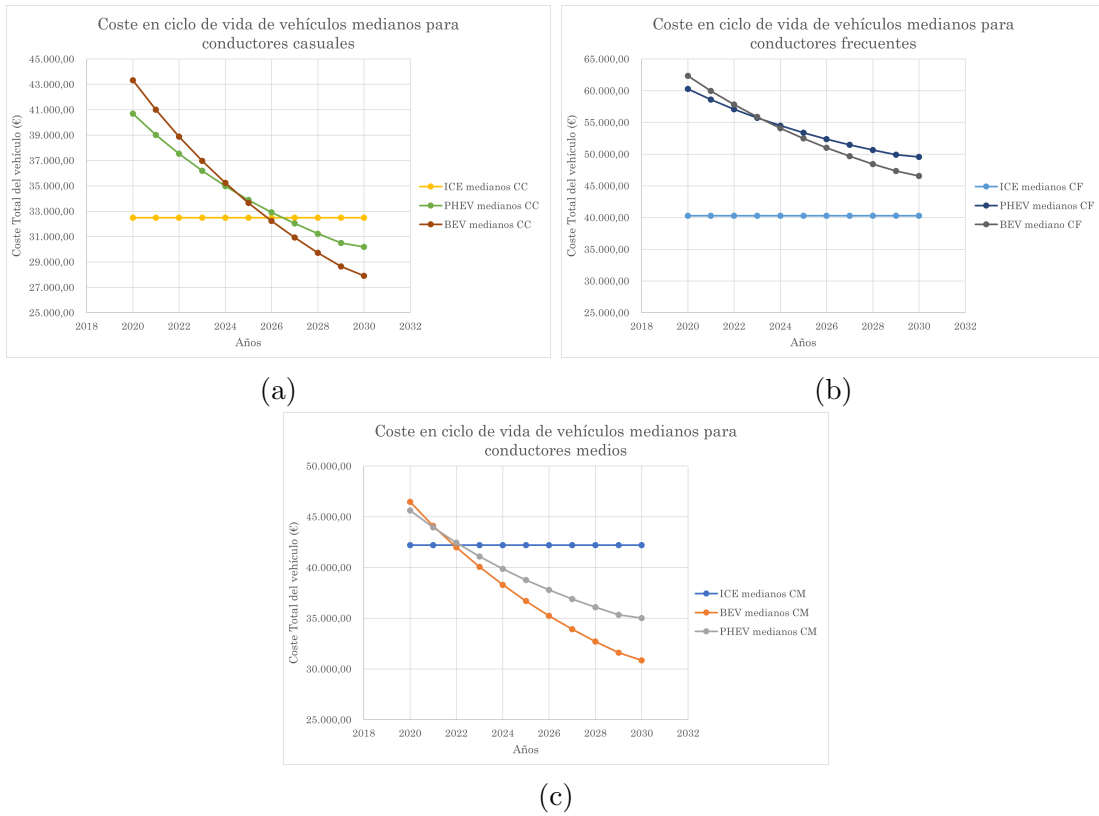 Coste en ciclo de vida de vehículos medianos para
conductores casuales
Coste Total del vehículo (€)
45.000,00
43.000,00
41.000,00
39.000,00
37.000,00
35.000,00
33.000,00
31.000,00
29.000,00
27.000,00
25.000,00
2018 2020 2022 2024 2026 2028 2030 2032
Años
ICE medianos CC
PHEV medianos CC
BEV medianos CC
(a)
Coste en ciclo de vida de vehículos medianos para
conductores frecuentes
Coste Total del vehículo (€)
65.000,00
60.000,00
55.000,00
50.000,00
45.000,00
40.000,00
35.000,00
30.000,00
25.000,00
2018 2020 2022 2024 2026 2028 2030 2032
Años
ICE medianos CF
PHEV medianos CF
BEV mediano CF
(b)
Coste en ciclo de vida de vehículos medianos para
conductores medios
Coste Total del vehículo (€)
50.000,00
45.000,00
40.000,00
35.000,00
30.000,00
25.000,00
2018 2020 2022 2024 2026 2028 2030 2032
Años
ICE medianos CM
BEV medianos CM
PHEV medianos CM
(c)